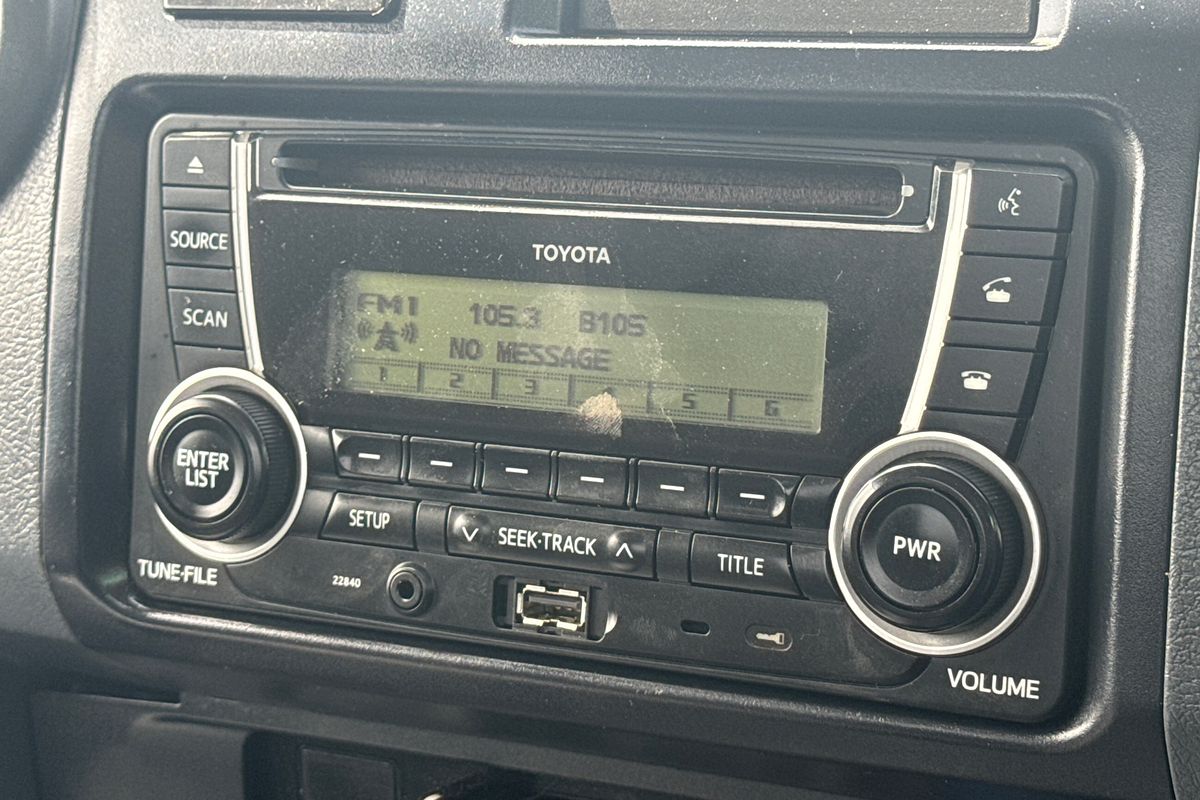 SOURCE
SCAN
TOYOTA
FM1 105.3 B105
NO MESSAGE
1 2 3 5 6
ENTER
LIST
TUNE·FILE
SETUP
SEEK·TRACK
TITLE
22840
PWR
VOLUME